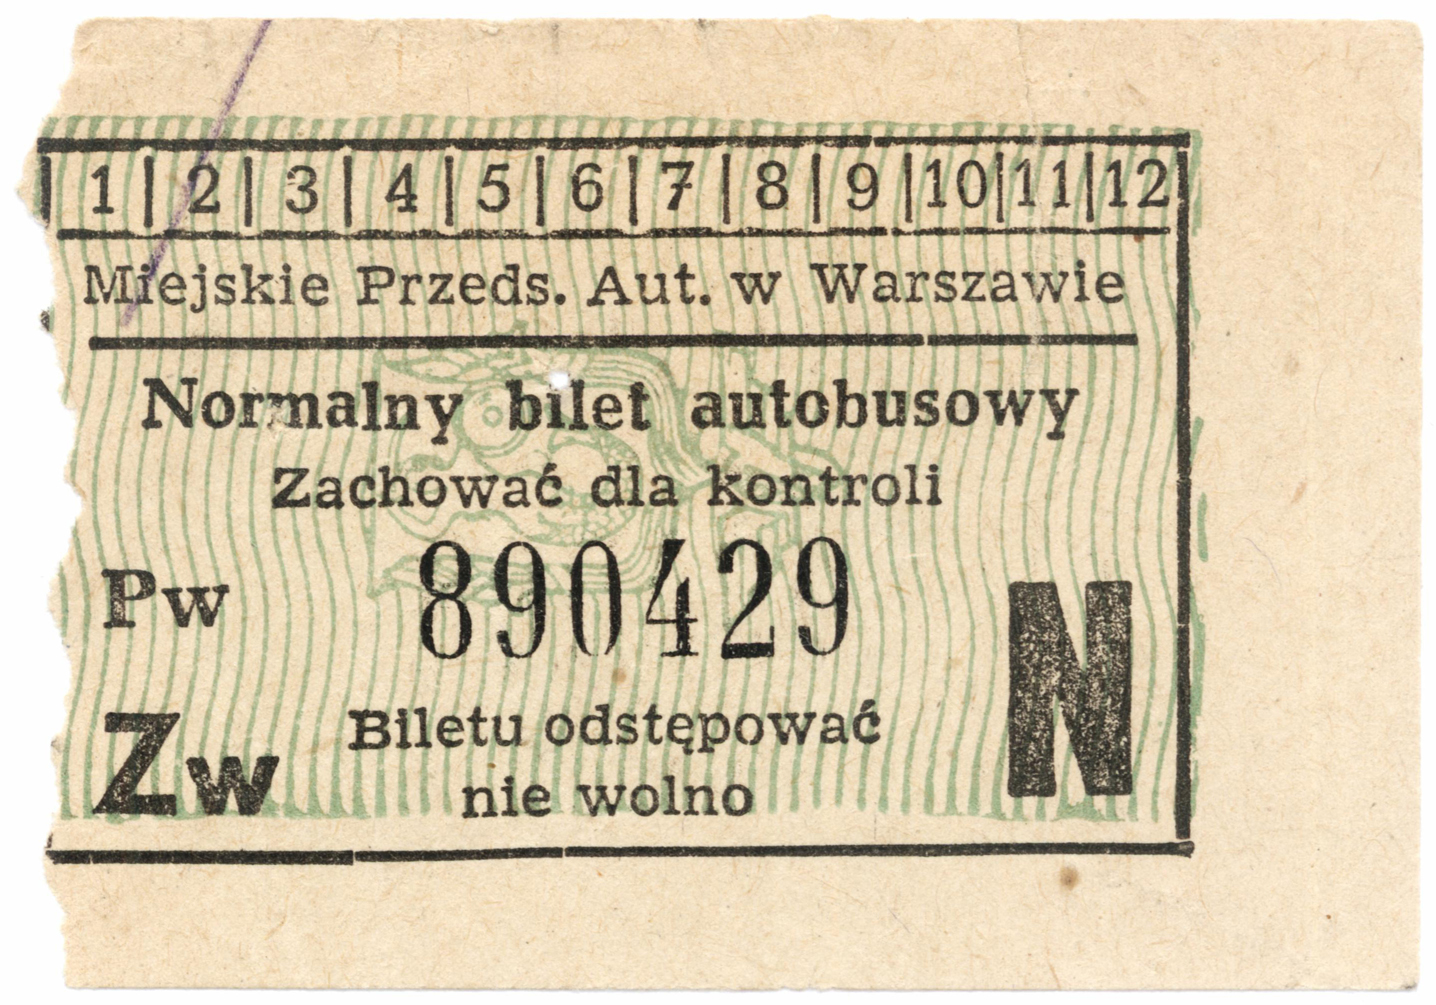 1 | 2 | 3 | 4 | 5 | 6 | 7 | 8 | 9 | 10 | 11 | 12
Miejskie Przeds. Aut. w Warszawie
Normalny bilet autobusowy
Zachować dla kontroli
Pw 890429
N
Zw
Biletu odstępować
nie wolno